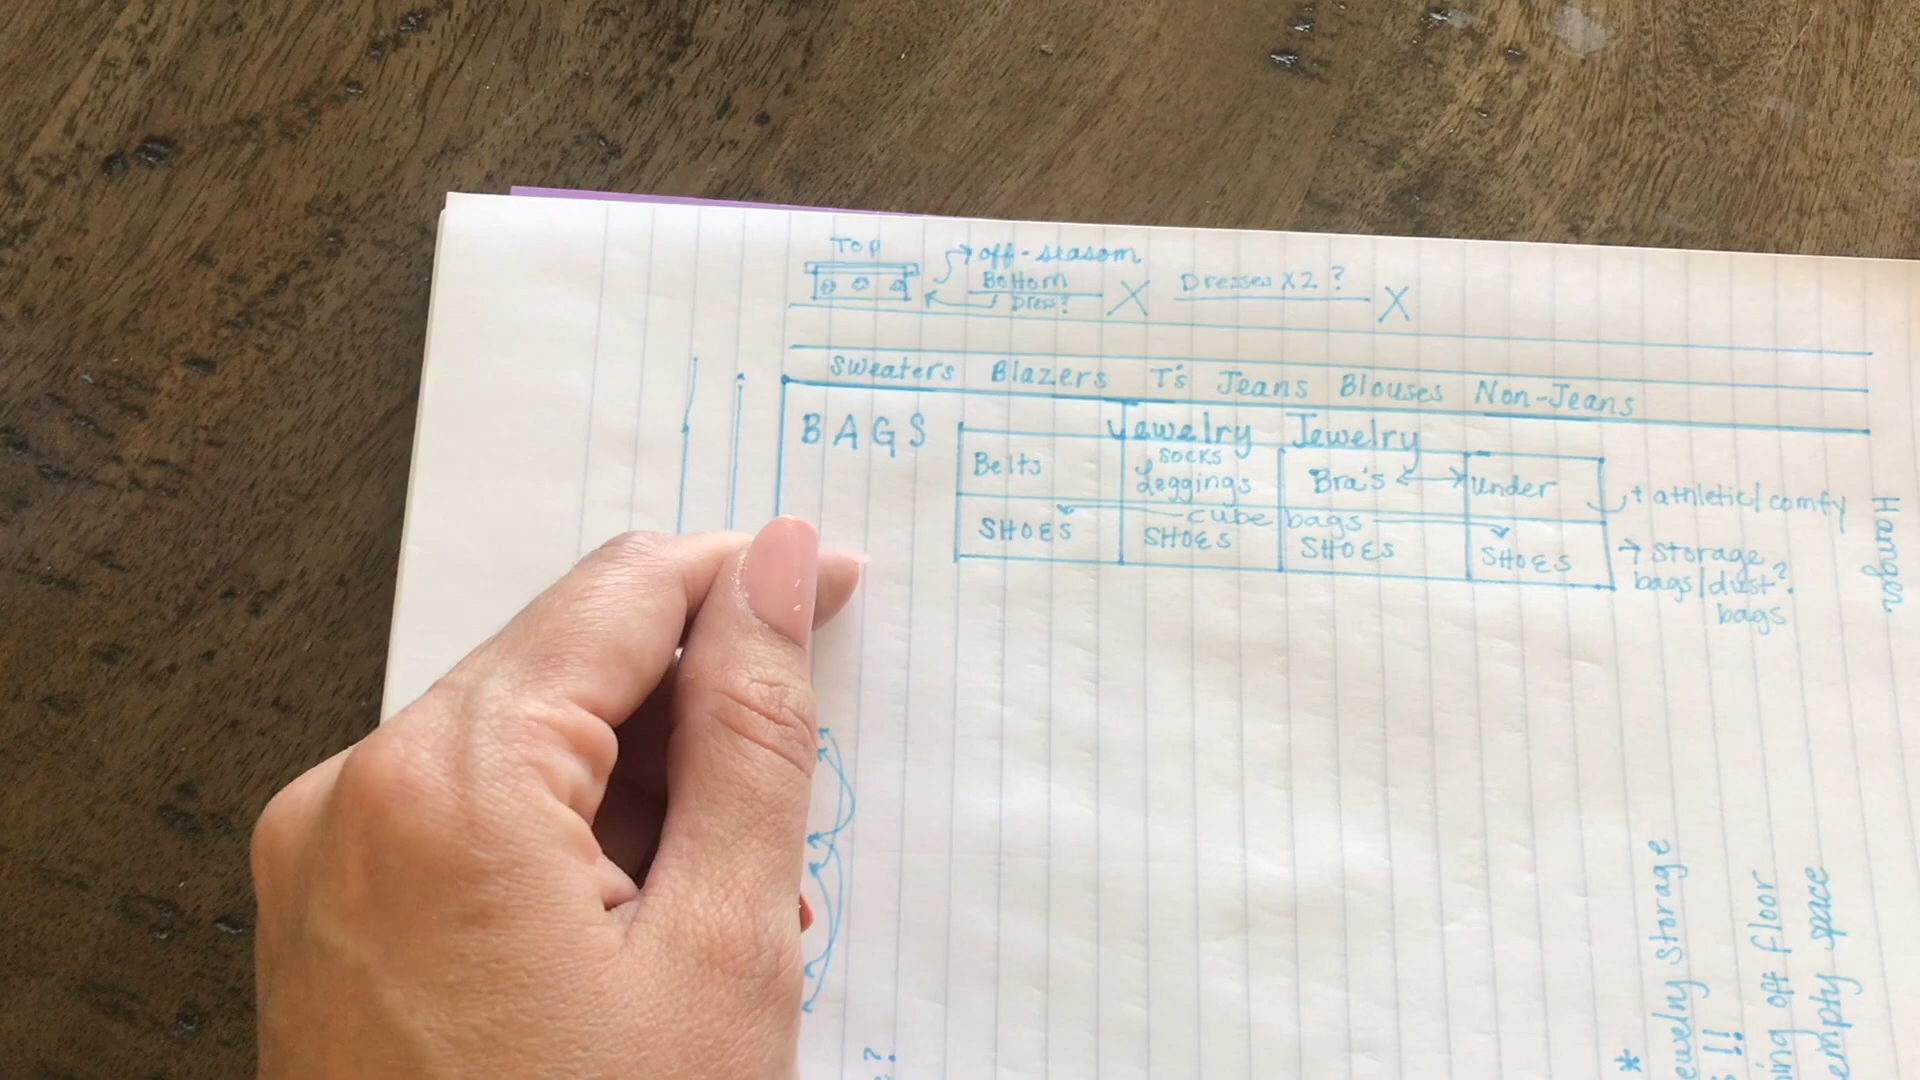 Top
→ off-season
Bottom
Dress?
X
Dresses X2 ?
X
Sweaters Blazers T's Jeans Blouses Non-Jeans
BAGS
Jewelry Jewelry
Belts
socks
Leggings
Bra's ↔ under
+ athletic/comfy
cube bags
SHOES SHOES SHOES SHOES
→ storage
bags/dust?
bags
Hanger
*
ewelry storage
!!
ing off floor
empty space
?